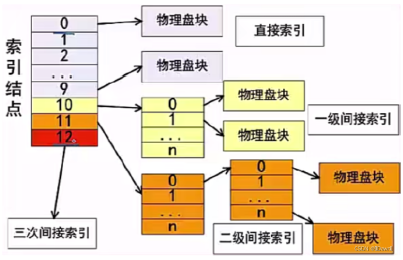 索引结点
0
1
2
...
9
10
11
12
物理盘块
直接索引
物理盘块
0
1
...
n
物理盘块
物理盘块
一级间接索引
0
1
...
n
0
1
...
n
物理盘块
物理盘块
二级间接索引
三次间接索引